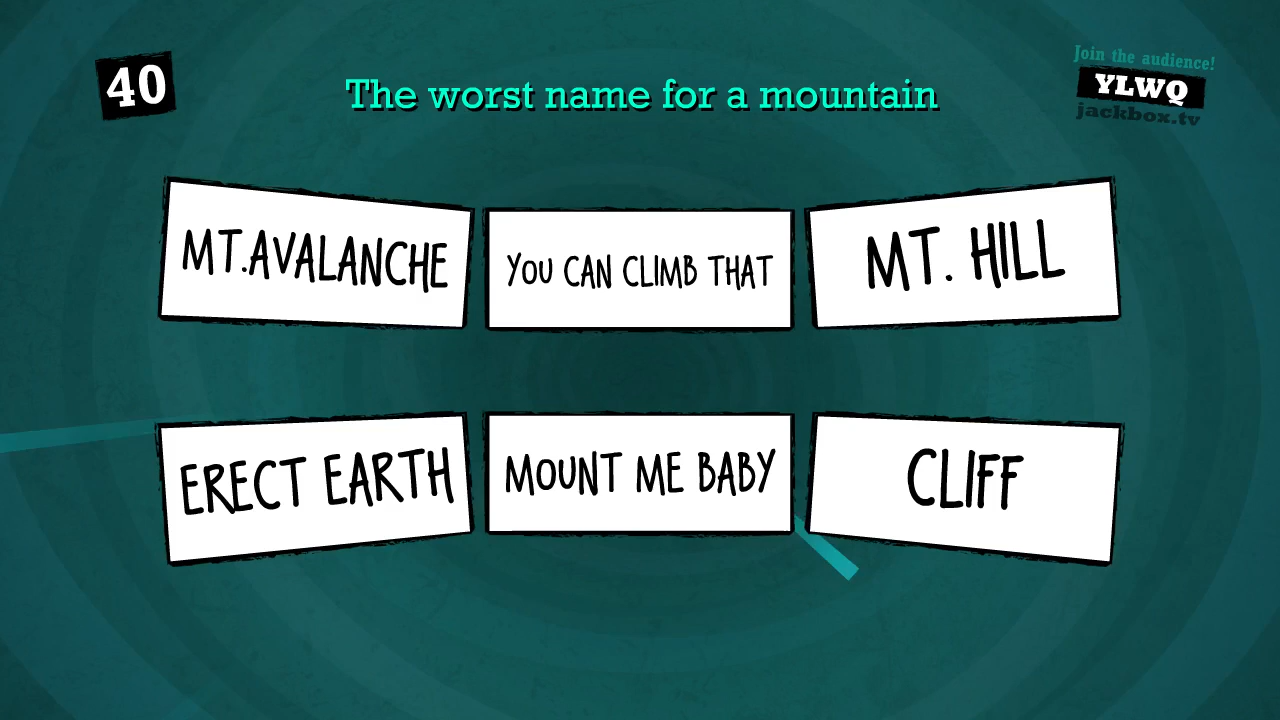 40
The worst name for a mountain
Join the audience!
YLWQ
jackbox.tv
MT.AVALANCHE
YOU CAN CLIMB THAT
MT. HILL
ERECT EARTH
MOUNT ME BABY
CLIFF